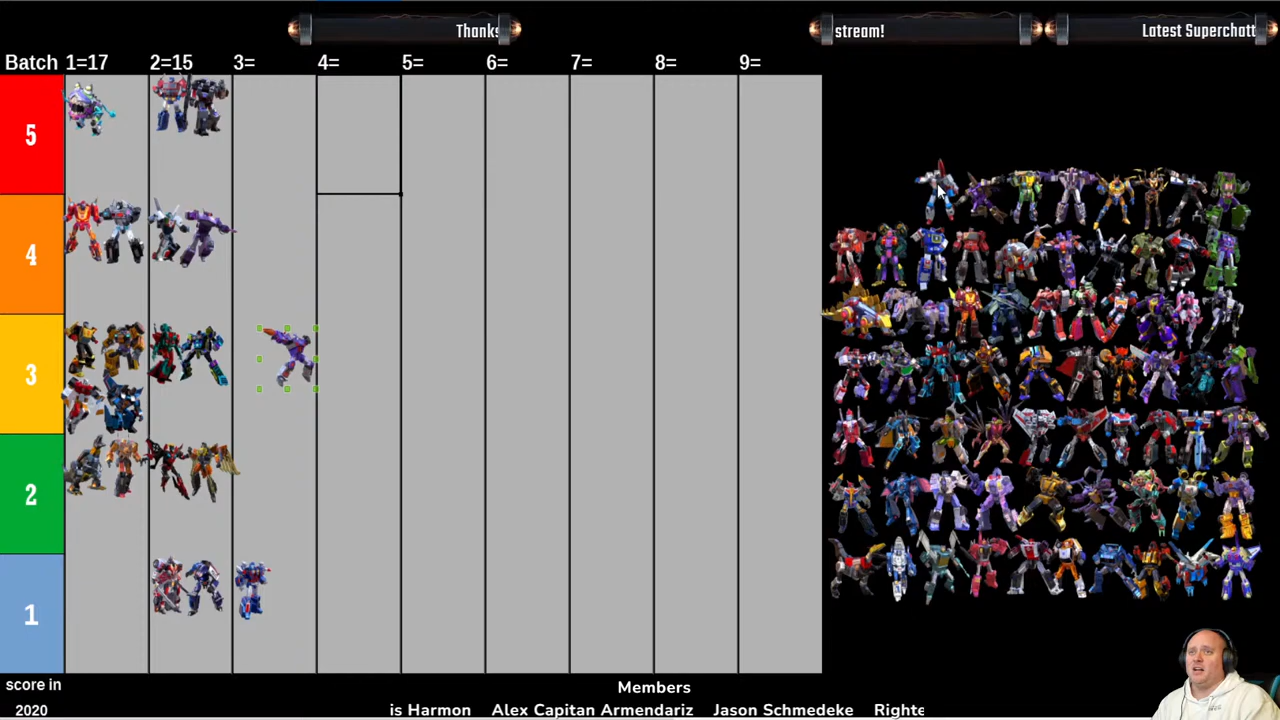 Thanks
stream!
Latest Superchatt
Batch 1=17 2=15 3= 4= 5= 6= 7= 8= 9=
5
4
3
2
1
score in
2020
Members
is Harmon Alex Capitan Armendariz Jason Schmedeke Righte